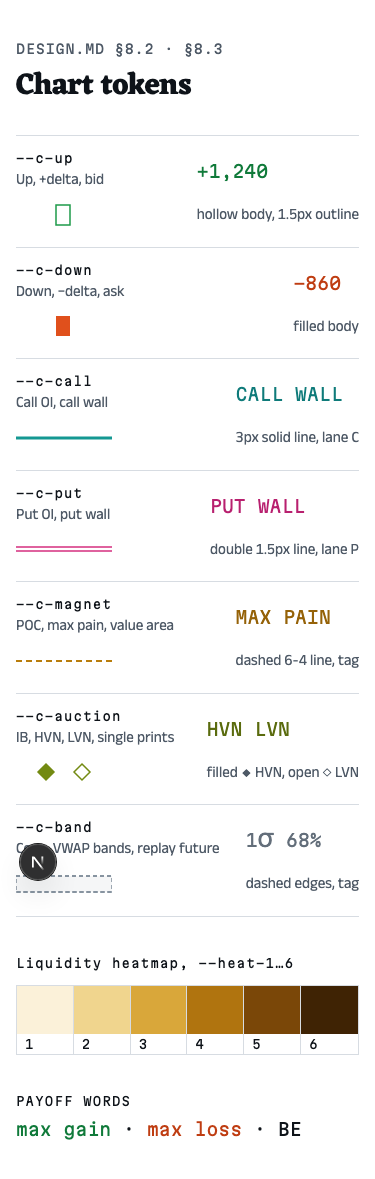 DESIGN.MD §8.2 · §8.3
Chart tokens
--c-up
Up, +delta, bid
+1,240
hollow body, 1.5px outline
--c-down
Down, −delta, ask
−860
filled body
--c-call
Call OI, call wall
CALL WALL
3px solid line, lane C
--c-put
Put OI, put wall
PUT WALL
double 1.5px line, lane P
--c-magnet
POC, max pain, value area
MAX PAIN
dashed 6-4 line, tag
--c-auction
IB, HVN, LVN, single prints
HVN LVN
filled ◆ HVN, open ◇ LVN
--c-band
VWAP bands, replay future
1σ 68%
N
dashed edges, tag
Liquidity heatmap, --heat-1…6
1 2 3 4 5 6
PAYOFF WORDS
max gain · max loss · BE